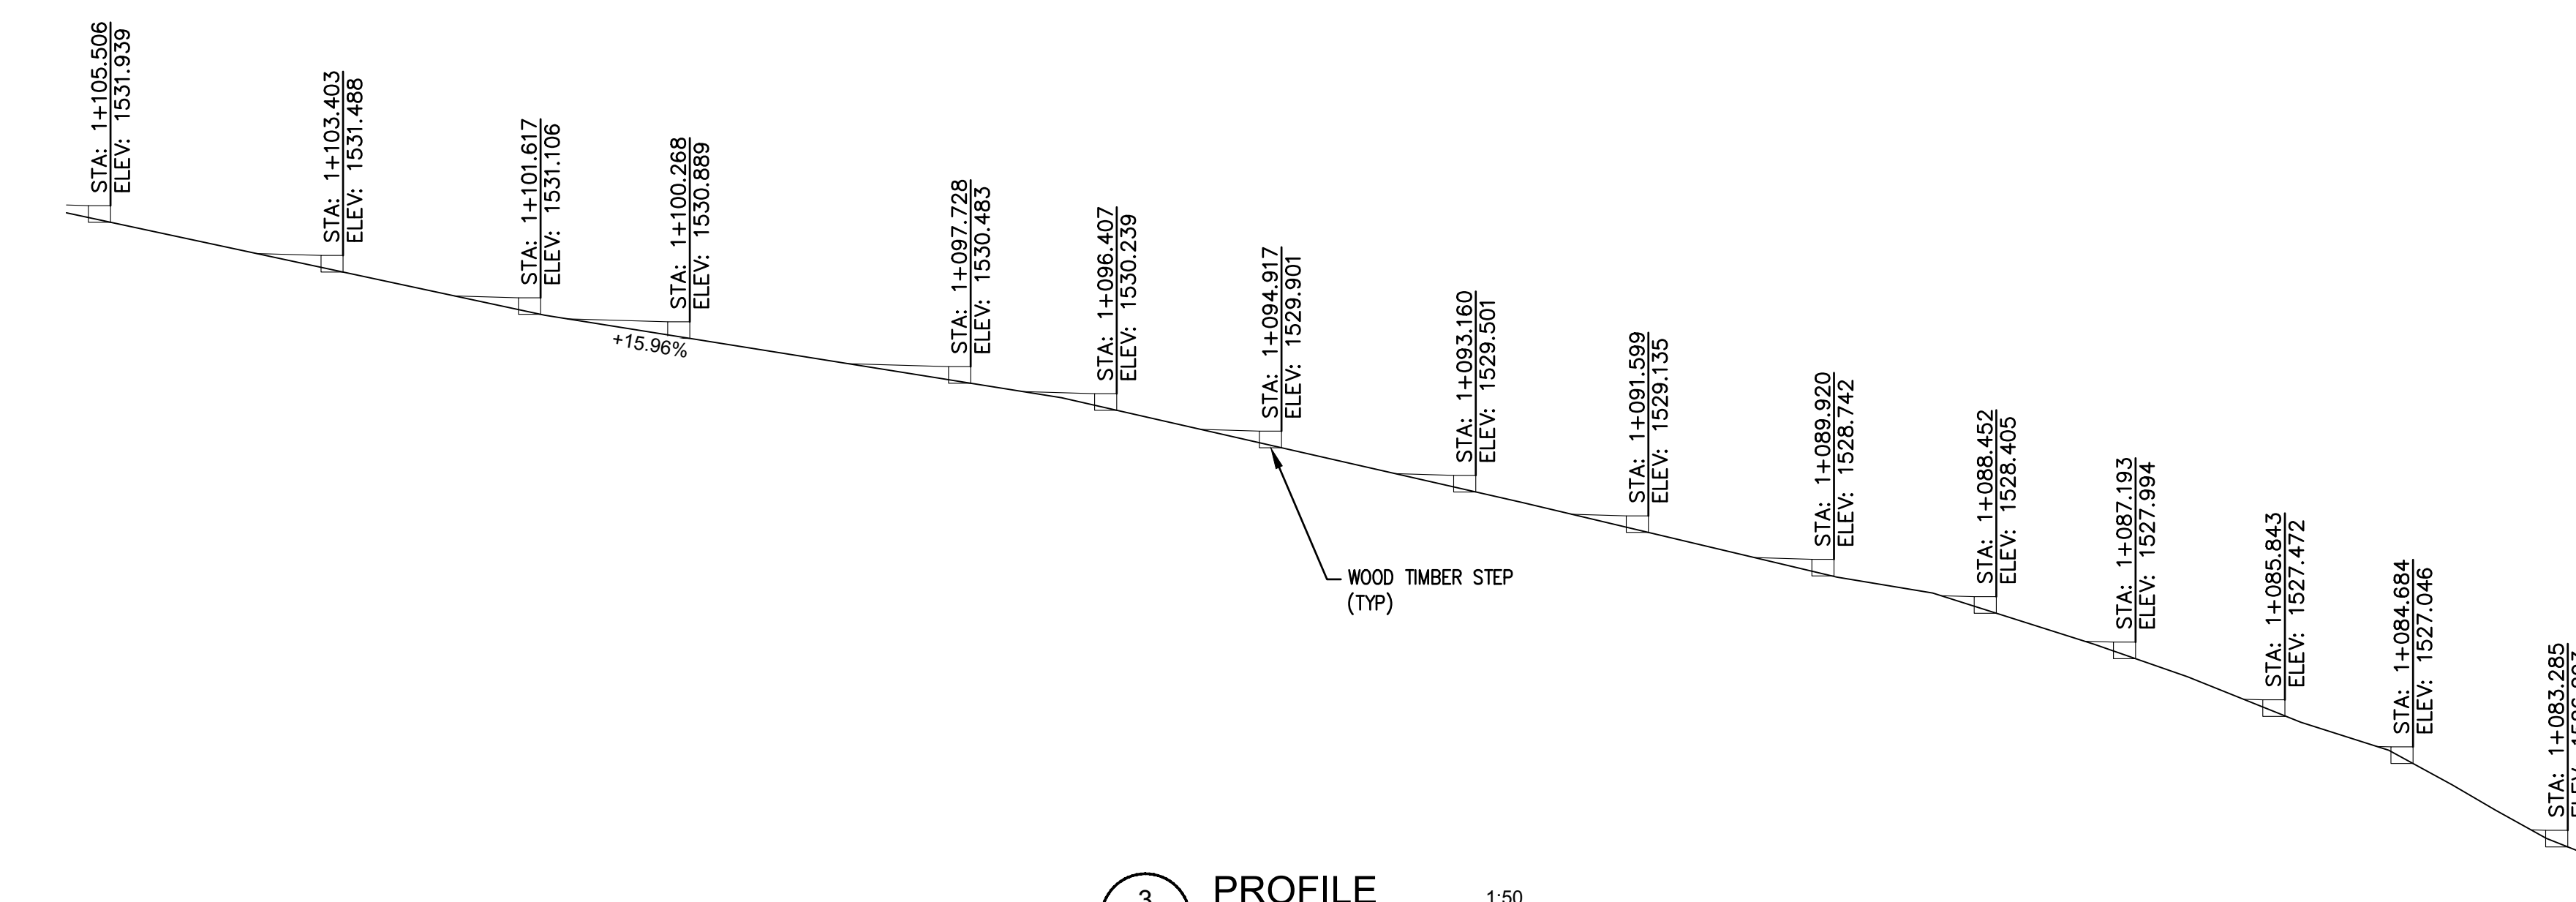 STA: 1+105.506
ELEV: 1531.939
STA: 1+103.403
ELEV: 1531.488
STA: 1+101.617
ELEV: 1531.106
STA: 1+100.268
ELEV: 1530.889
+15.96%
STA: 1+097.728
ELEV: 1530.483
STA: 1+096.407
ELEV: 1530.239
STA: 1+094.917
ELEV: 1529.901
STA: 1+093.160
ELEV: 1529.501
STA: 1+091.599
ELEV: 1529.135
STA: 1+089.920
ELEV: 1528.742
STA: 1+088.452
ELEV: 1528.405
STA: 1+087.193
ELEV: 1527.994
STA: 1+085.843
ELEV: 1527.472
STA: 1+084.684
ELEV: 1527.046
STA: 1+083.285
WOOD TIMBER STEP
(TYP)
3
PROFILE
1:50